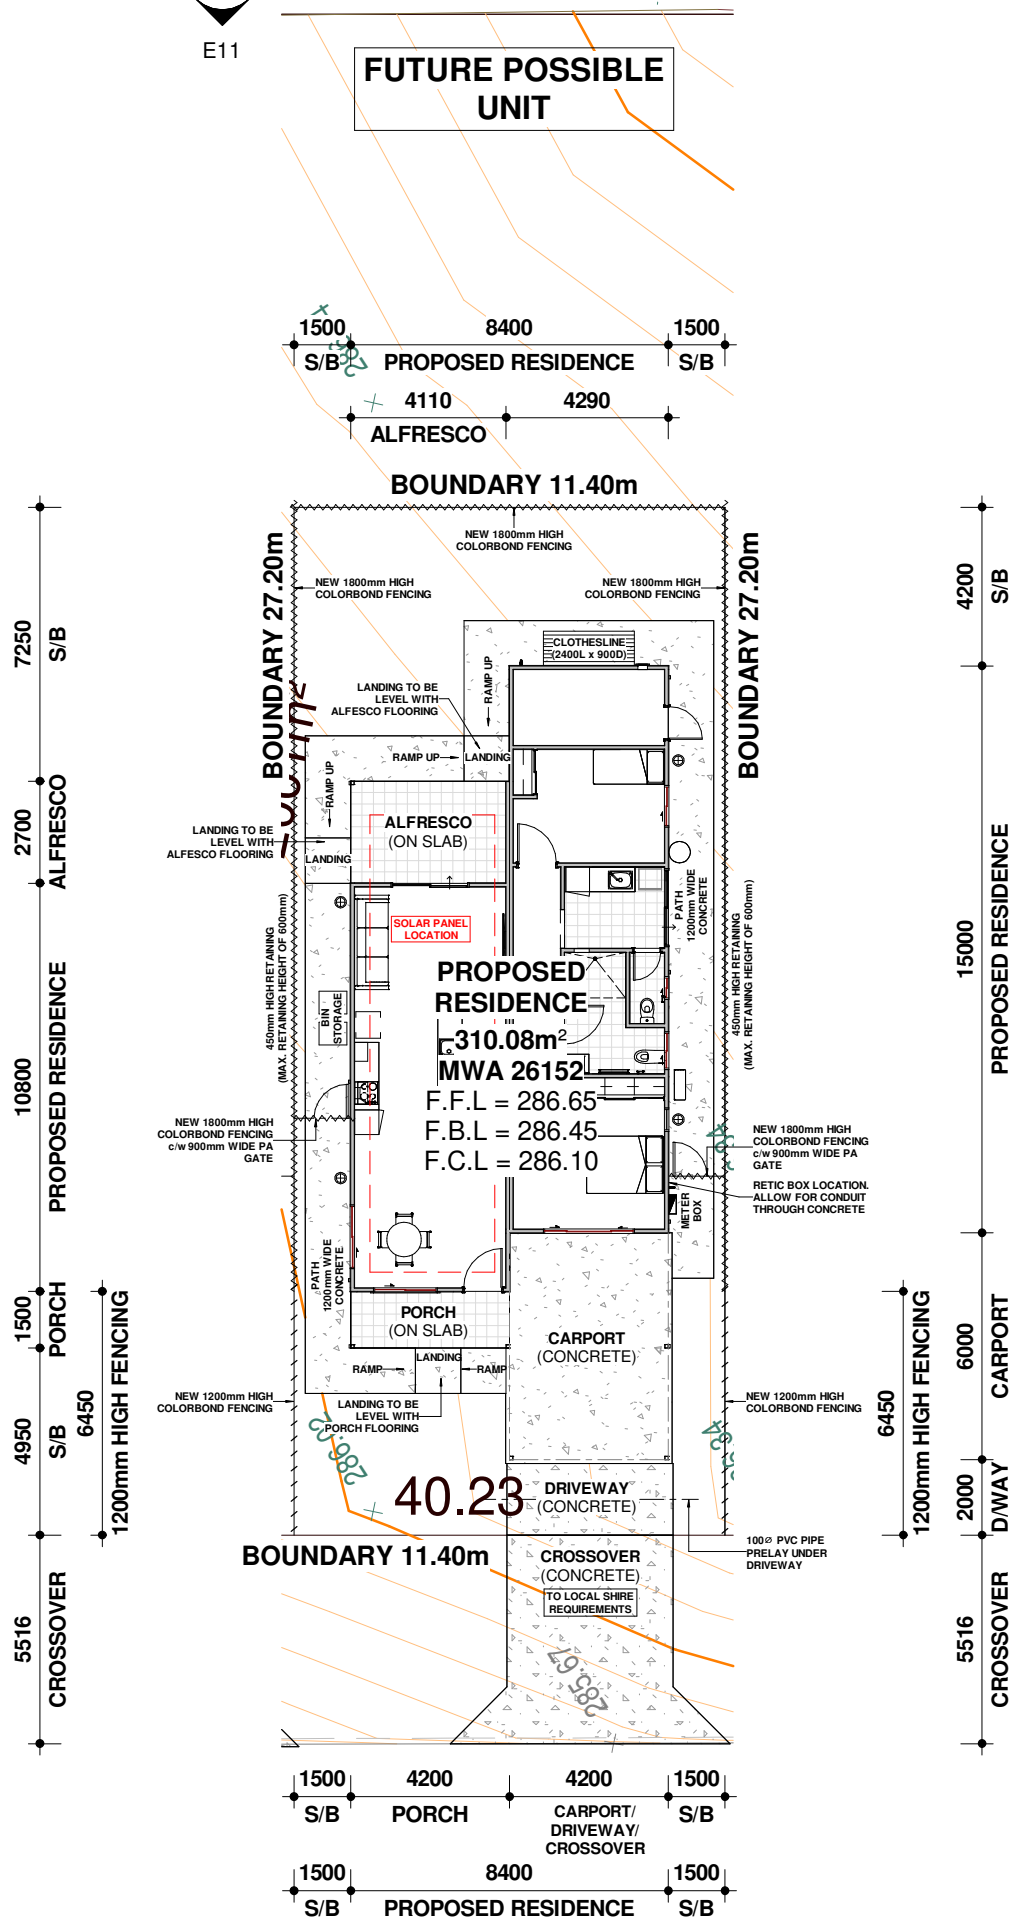 E11
FUTURE POSSIBLE
UNIT
1500
8400
1500
S/B
PROPOSED RESIDENCE
S/B
4110
4290
ALFRESCO
BOUNDARY 11.40m
NEW 1800mm HIGH
COLORBOND FENCING
NEW 1800mm HIGH
COLORBOND FENCING
NEW 1800mm HIGH
COLORBOND FENCING
BOUNDARY 27.20m
BOUNDARY 27.20m
7250
S/B
2700
ALFRESCO
10800
PROPOSED RESIDENCE
1500
PORCH
4950
S/B
5516
CROSSOVER
6450
1200mm HIGH FENCING
4200
S/B
15000
PROPOSED RESIDENCE
6000
CARPORT
2000
D/WAY
5516
CROSSOVER
6450
1200mm HIGH FENCING
CLOTHESLINE
(2400L x 900D)
RAMP UP
LANDING TO BE
LEVEL WITH
ALFESCO FLOORING
RAMP UP
LANDING
RAMP UP
LANDING TO BE
LEVEL WITH
ALFESCO FLOORING
LANDING
ALFRESCO
(ON SLAB)
SOLAR PANEL
LOCATION
BIN
STORAGE
450mm HIGH RETAINING
(MAX. RETAINING HEIGHT OF 600mm)
PATH
1200mm WIDE
CONCRETE
450mm HIGH RETAINING
(MAX. RETAINING HEIGHT OF 600mm)
PROPOSED
RESIDENCE
310.08m²
MWA 26152
F.F.L = 286.65
F.B.L = 286.45
F.C.L = 286.10
NEW 1800mm HIGH
COLORBOND FENCING
c/w 900mm WIDE PA
GATE
NEW 1800mm HIGH
COLORBOND FENCING
c/w 900mm WIDE PA
GATE
RETIC BOX LOCATION.
ALLOW FOR CONDUIT
THROUGH CONCRETE
METER
BOX
PATH
1200mm WIDE
CONCRETE
PORCH
(ON SLAB)
CARPORT
(CONCRETE)
RAMP
LANDING
RAMP
LANDING TO BE
LEVEL WITH
PORCH FLOORING
NEW 1200mm HIGH
COLORBOND FENCING
NEW 1200mm HIGH
COLORBOND FENCING
286.02
40.23
DRIVEWAY
(CONCRETE)
100Ø PVC PIPE
PRELAY UNDER
DRIVEWAY
BOUNDARY 11.40m
CROSSOVER
(CONCRETE)
TO LOCAL SHIRE
REQUIREMENTS
285.67
1500
4200
4200
1500
S/B
PORCH
CARPORT/
DRIVEWAY/
CROSSOVER
S/B
1500
8400
1500
S/B
PROPOSED RESIDENCE
S/B